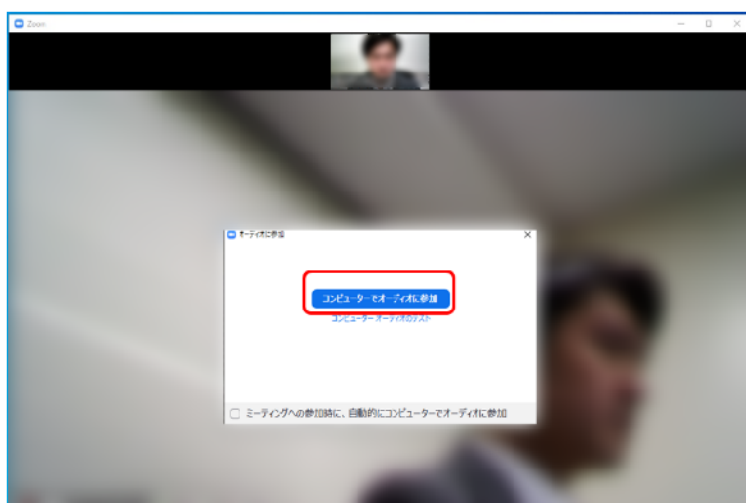 Zoom
オーディオに参加
コンピューターでオーディオに参加
コンピューター オーディオのテスト
ミーティングへの参加時に、自動的にコンピューターでオーディオに参加